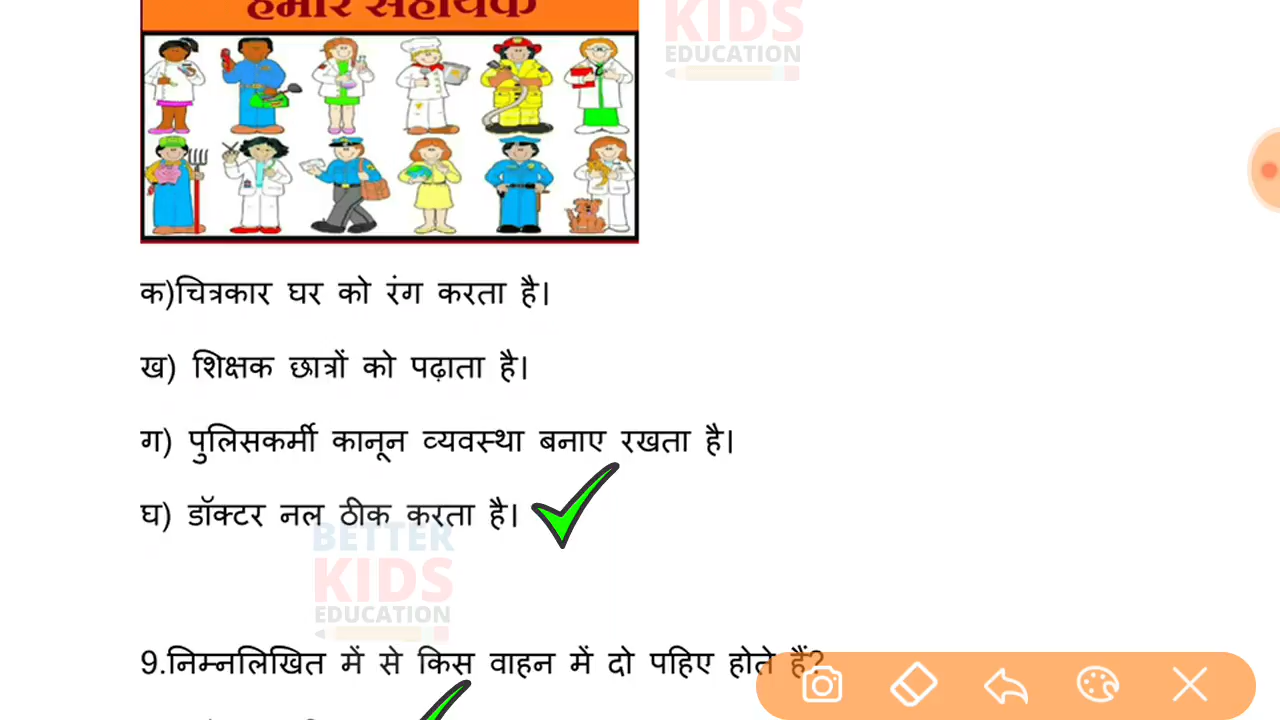 हमारे सहायक
KIDS
EDUCATION
क)चित्रकार घर को रंग करता है।
ख) शिक्षक छात्रों को पढ़ाता है।
ग) पुलिसकर्मी कानून व्यवस्था बनाए रखता है।
घ) डॉक्टर नल ठीक करता है।
BETTER
KIDS
EDUCATION
9.निम्नलिखित में से किस वाहन में दो पहिए होते हैं?